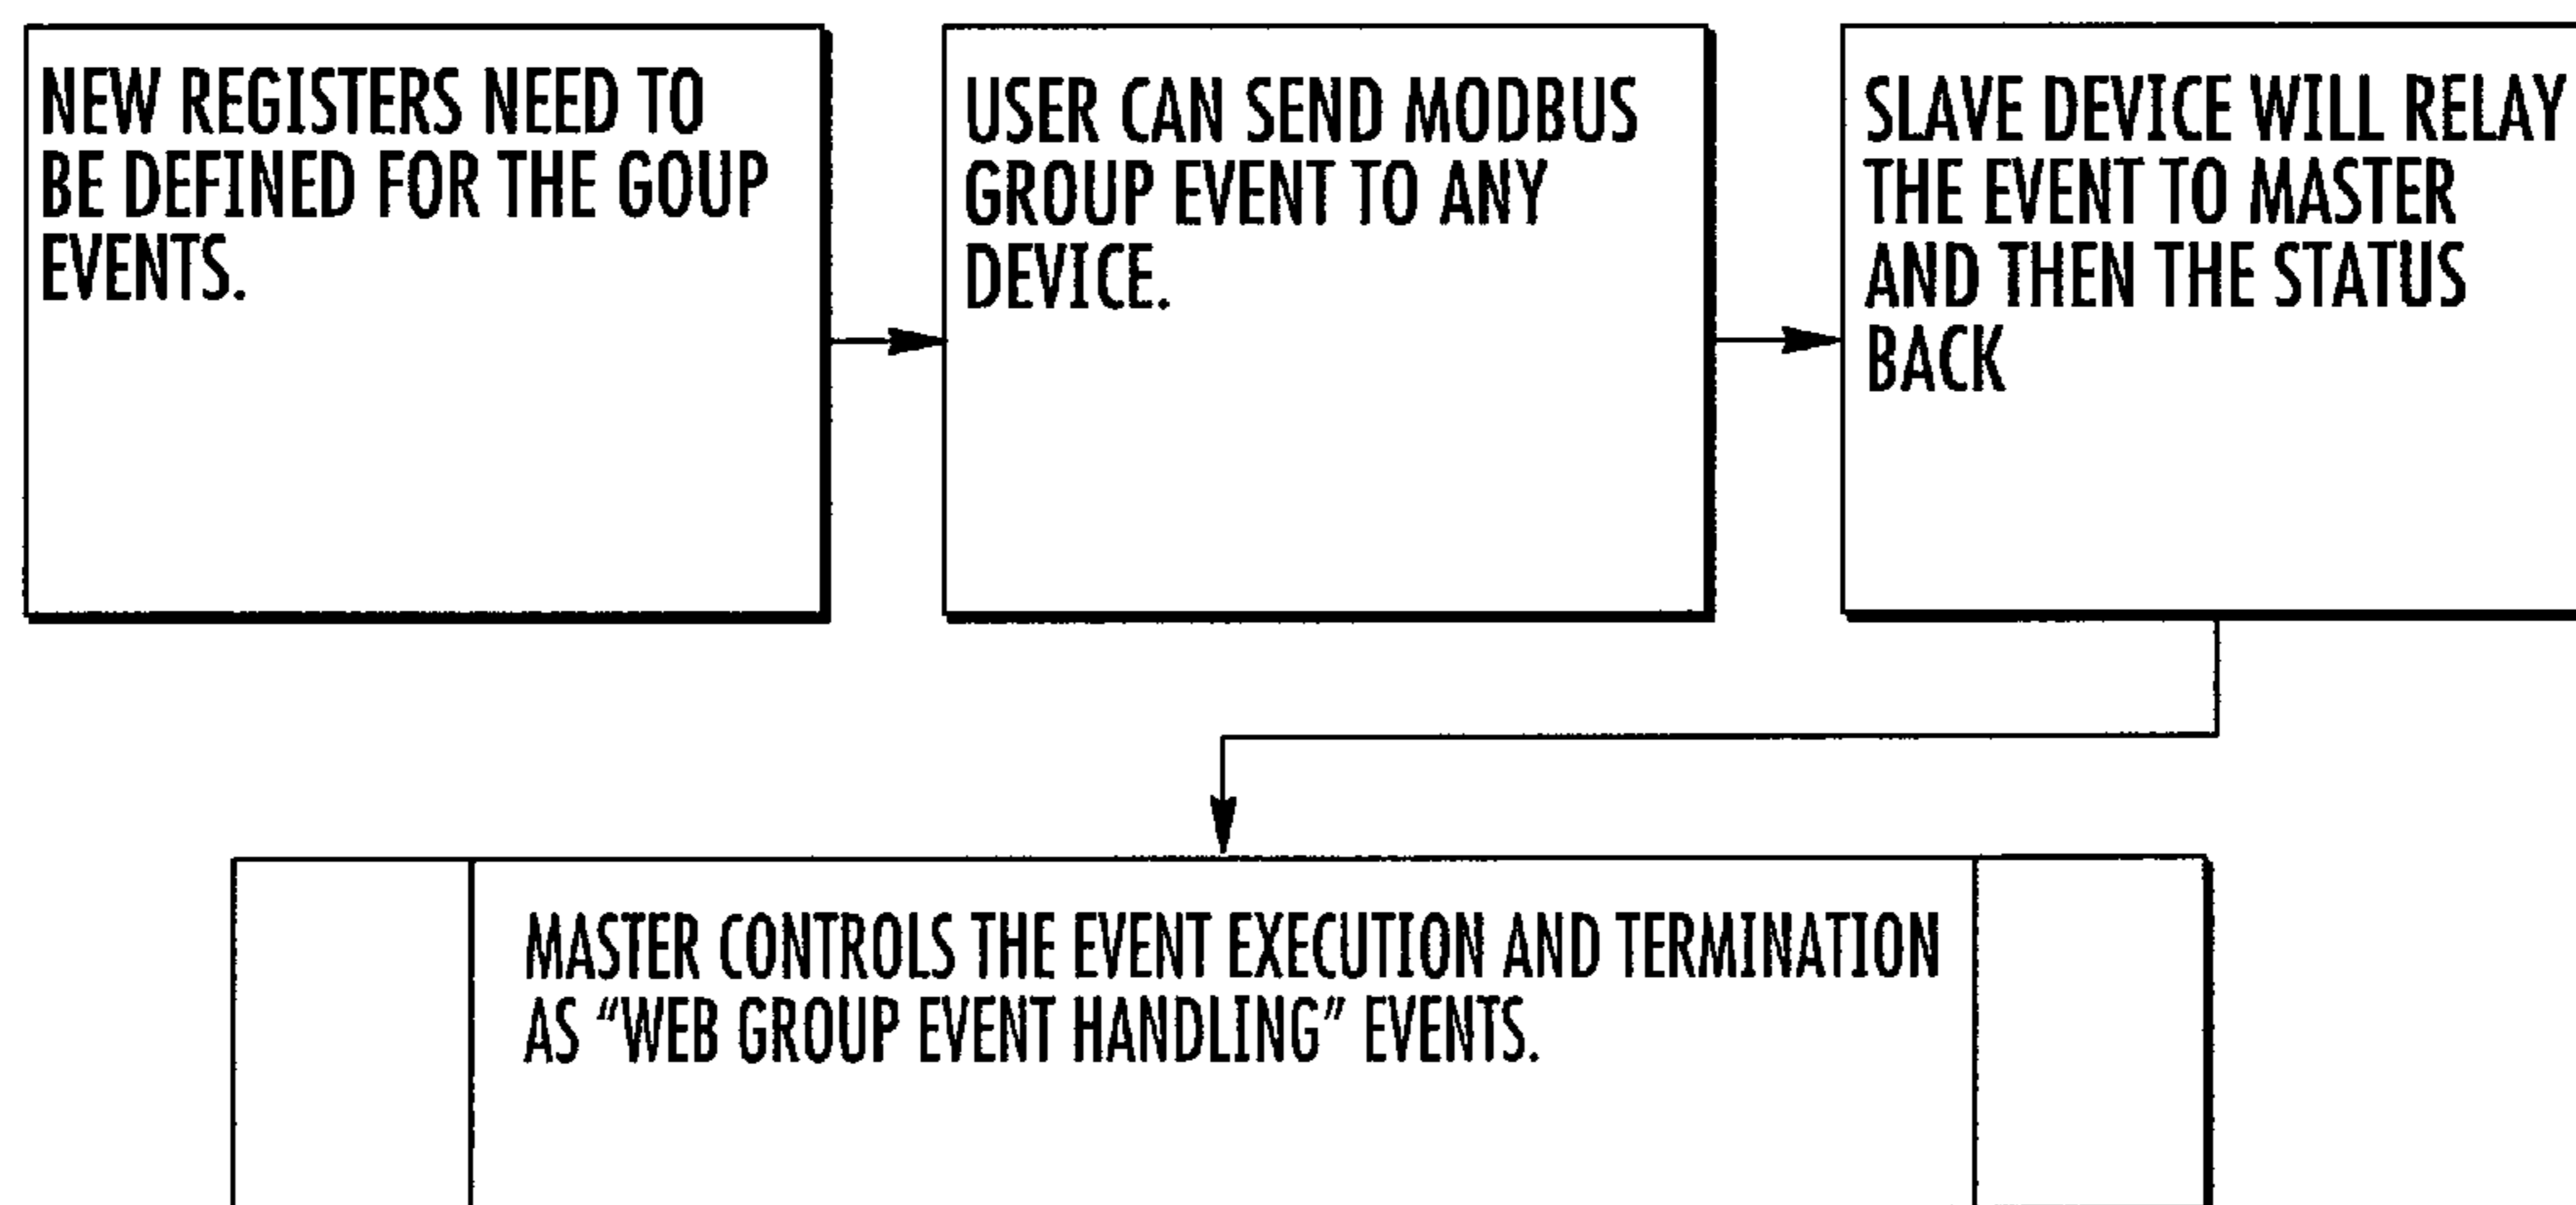 NEW REGISTERS NEED TO
BE DEFINED FOR THE GOUP
EVENTS.
USER CAN SEND MODBUS
GROUP EVENT TO ANY
DEVICE.
SLAVE DEVICE WILL RELAY
THE EVENT TO MASTER
AND THEN THE STATUS
BACK
MASTER CONTROLS THE EVENT EXECUTION AND TERMINATION
AS “WEB GROUP EVENT HANDLING” EVENTS.